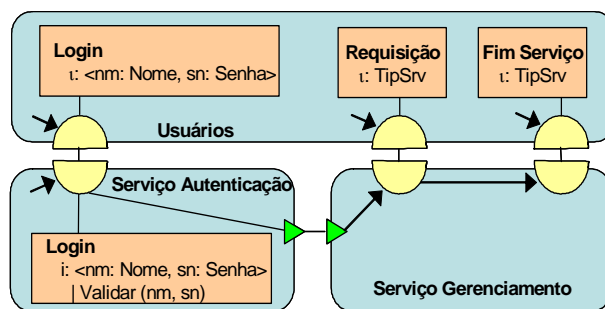 Login
ι: <nm: Nome, sn: Senha>
Requisição
ι: TipSrv
Fim Serviço
ι: TipSrv
Usuários
Serviço Autenticação
Login
i: <nm: Nome, sn: Senha>
| Validar (nm, sn)
Serviço Gerenciamento